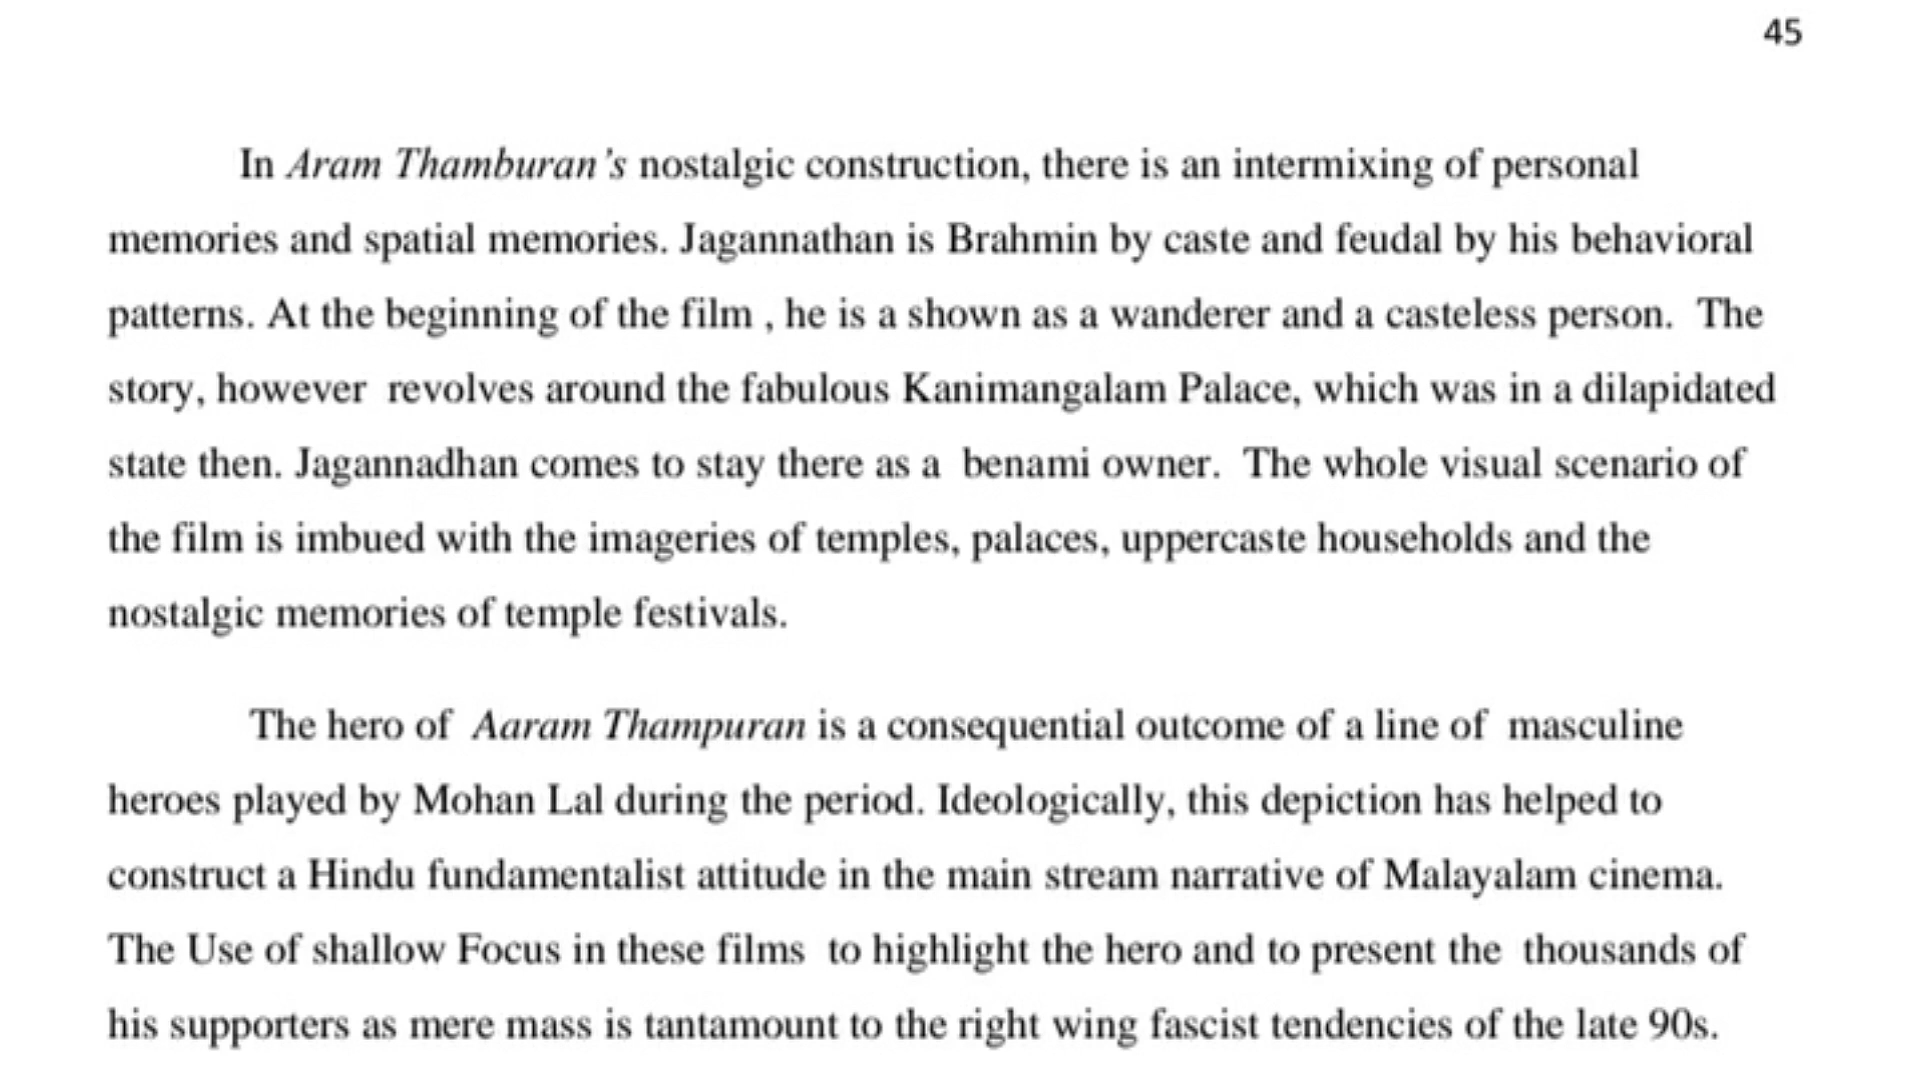 45
In Aram Thamburan’s nostalgic construction, there is an intermixing of personal
memories and spatial memories. Jagannathan is Brahmin by caste and feudal by his behavioral
patterns. At the beginning of the film , he is a shown as a wanderer and a casteless person.  The
story, however  revolves around the fabulous Kanimangalam Palace, which was in a dilapidated
state then. Jagannadhan comes to stay there as a  benami owner.  The whole visual scenario of
the film is imbued with the imageries of temples, palaces, uppercaste households and the
nostalgic memories of temple festivals.
The hero of  Aaram Thampuran is a consequential outcome of a line of  masculine
heroes played by Mohan Lal during the period. Ideologically, this depiction has helped to
construct a Hindu fundamentalist attitude in the main stream narrative of Malayalam cinema.
The Use of shallow Focus in these films  to highlight the hero and to present the  thousands of
his supporters as mere mass is tantamount to the right wing fascist tendencies of the late 90s.